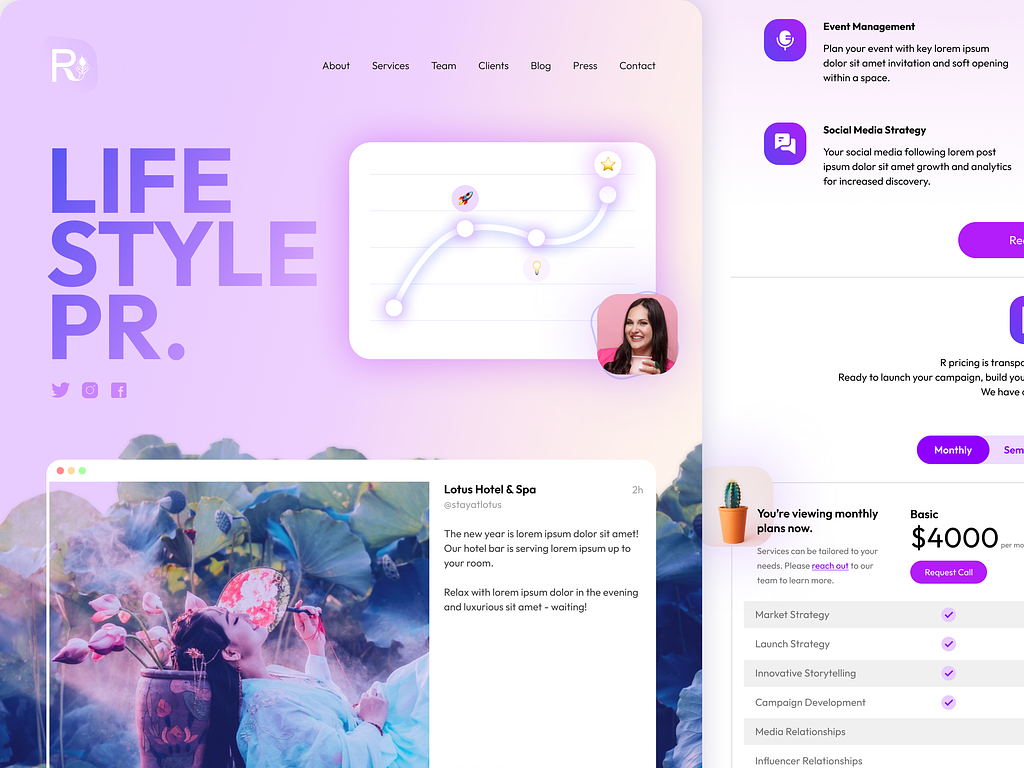 R
About Services Team Clients Blog Press Contact
LIFE
STYLE
PR.
Lotus Hotel & Spa 2h
@stayatlotus
The new year is lorem ipsum dolor sit amet!
Our hotel bar is serving lorem ipsum up to
your room.
Relax with lorem ipsum dolor in the evening
and luxurious sit amet - waiting!
Event Management
Plan your event with key lorem ipsum
dolor sit amet invitation and soft opening
within a space.
Social Media Strategy
Your social media following lorem post
ipsum dolor sit amet growth and analytics
for increased discovery.
R pricing is
Ready to launch your campaign, build
We have
Monthly
You're viewing monthly
plans now.
Services can be tailored to your
needs. Please reach out to our
team to learn more.
Basic
$4000 per
Request Call
Market Strategy
Launch Strategy
Innovative Storytelling
Campaign Development
Media Relationships
Influencer Relationships